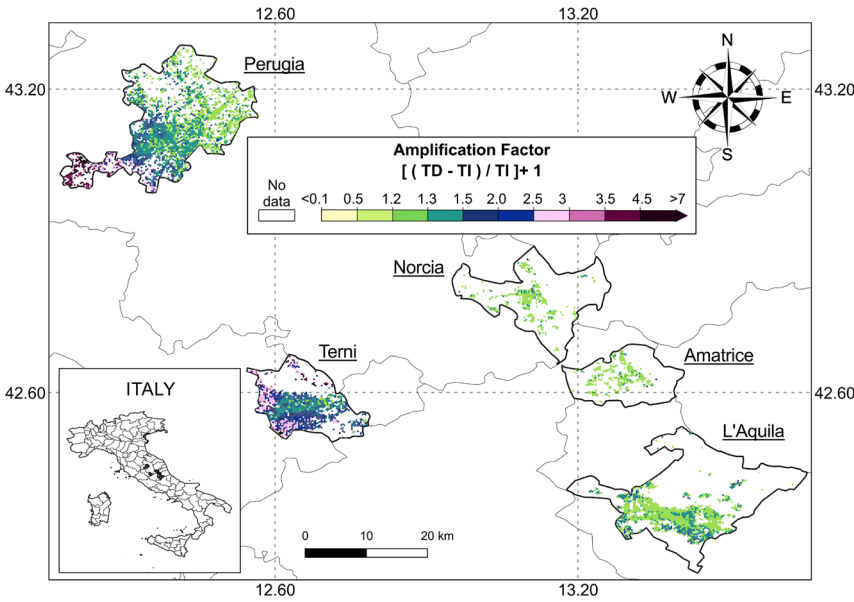 12.60 13.20
Perugia
N
43.20 W E 43.20
S
Amplification Factor
[ ( TD - TI ) / TI ]+ 1
No
data
<0.1 0.5 1.2 1.3 1.5 2.0 2.5 3 3.5 4.5 >7
Norcia
Terni
Amatrice
42.60 42.60
ITALY
L'Aquila
0 10 20 km
12.60 13.20